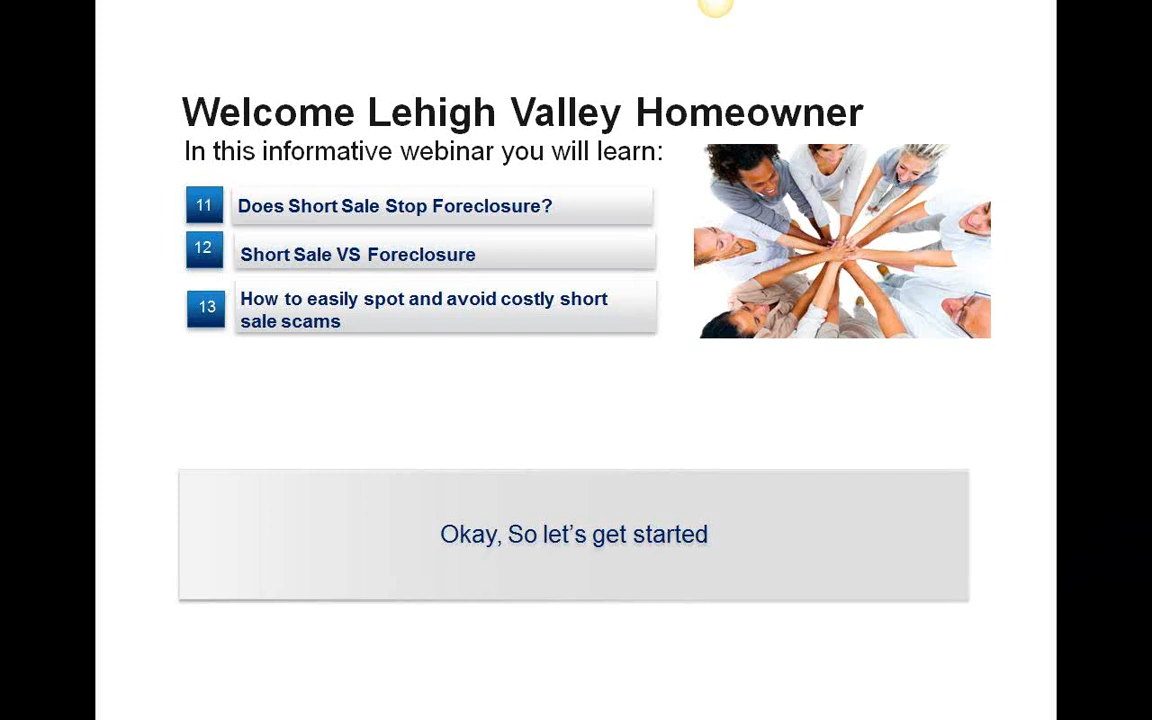 Welcome Lehigh Valley Homeowner
In this informative webinar you will learn:
11 Does Short Sale Stop Foreclosure?
12 Short Sale VS Foreclosure
13 How to easily spot and avoid costly short
sale scams
Okay, So let's get started